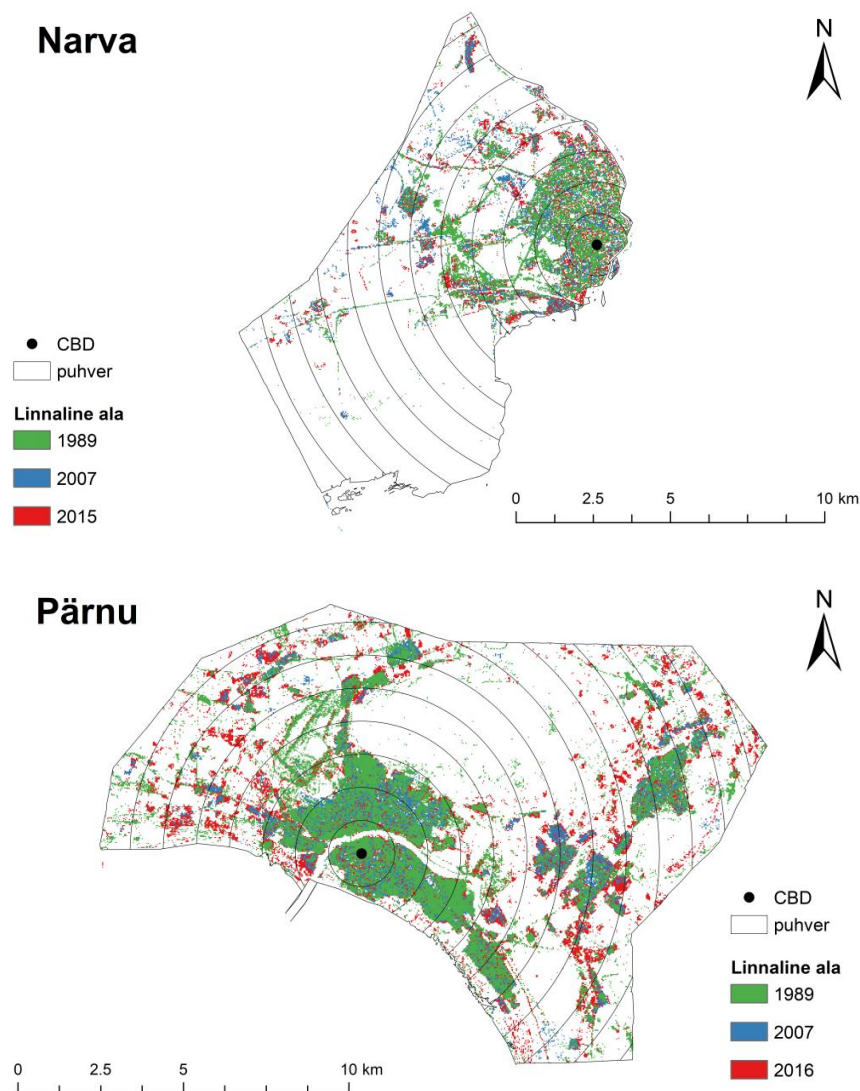 Narva
N
CBD
puhver
Linnaline ala
1989
2007
2015
0 2.5 5 10 km
Pärnu
N
CBD
puhver
Linnaline ala
1989
2007
2016
0 2.5 5 10 km